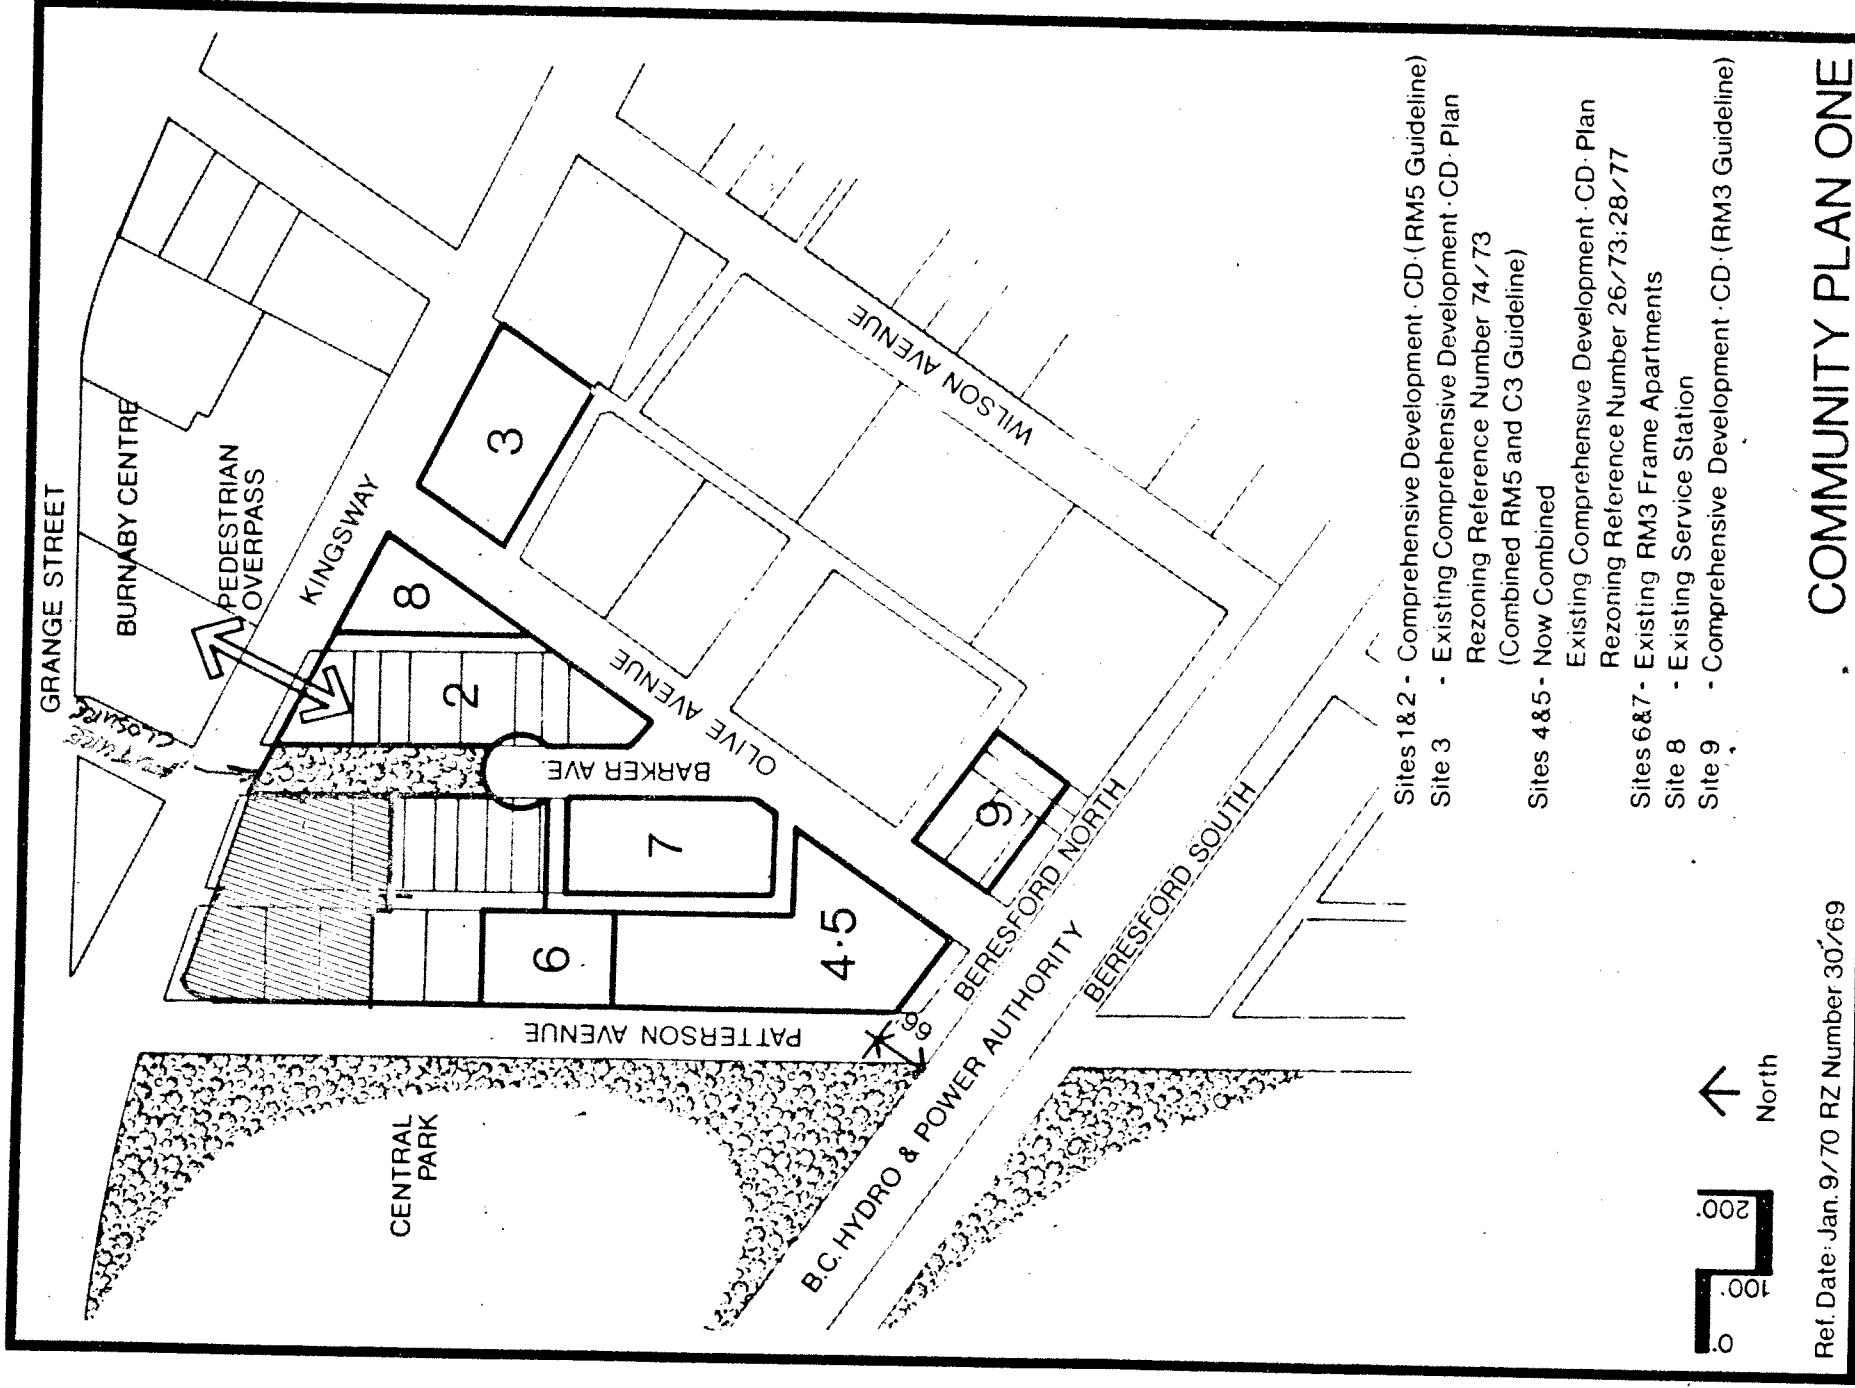 GRANGE STREET
BURNABY CENTRE
PEDESTRIAN
OVERPASS
FUTURE
CLOSURE
KINGSWAY
3
8
2
WILSON AVENUE
OLIVE AVENUE
BARKER AVE.
7
9
6
4·5
PATTERSON AVENUE
66
BERESFORD NORTH
BERESFORD SOUTH
B.C. HYDRO & POWER AUTHORITY
CENTRAL
PARK
Sites 1&2 - Comprehensive Development·CD·(RM5 Guideline)
Site 3 - Existing Comprehensive Development·CD·Plan
Rezoning Reference Number 74/73
(Combined RM5 and C3 Guideline)
Sites 4&5 - Now Combined
Existing Comprehensive Development·CD·Plan
Rezoning Reference Number 26/73;28/77
Sites 6&7 - Existing RM3 Frame Apartments
Site 8 - Existing Service Station
Site 9 - Comprehensive Development·CD·(RM3 Guideline)
North
0' 100' 200'
Ref. Date: Jan. 9/70 RZ Number 30/69
COMMUNITY PLAN ONE